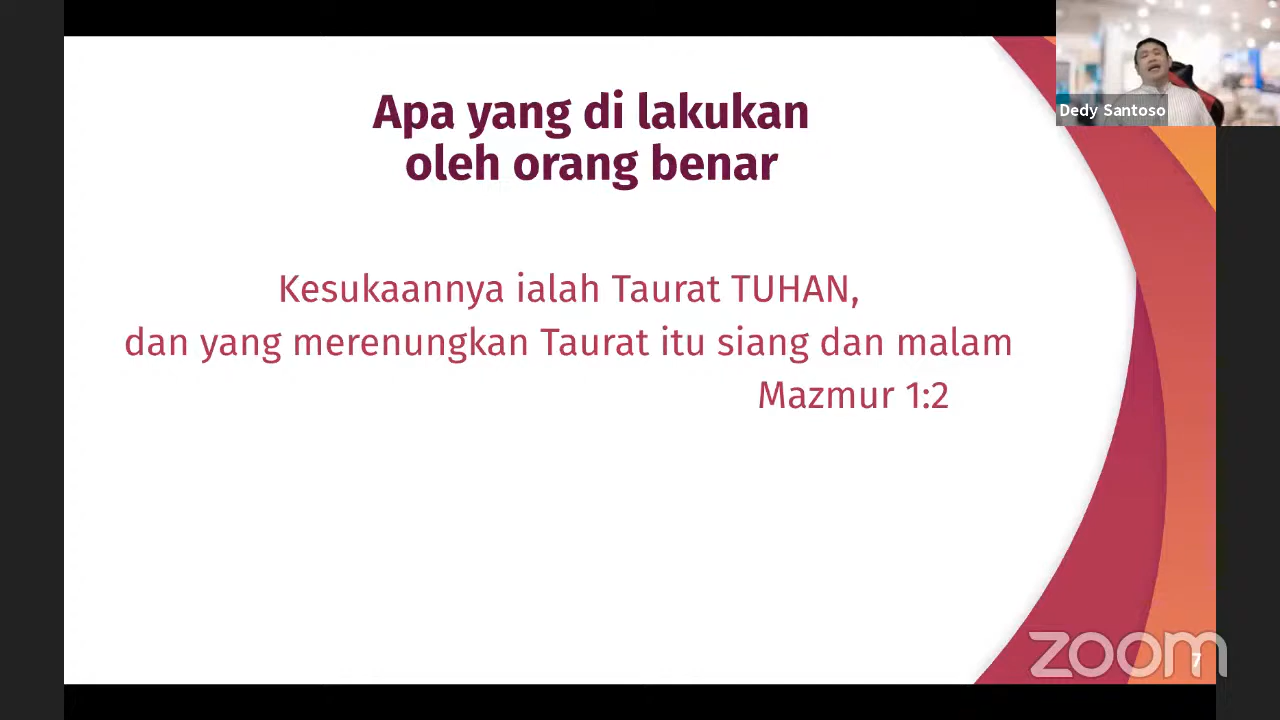 Dedy Santoso
Apa yang di lakukan
oleh orang benar
Kesukaannya ialah Taurat TUHAN,
dan yang merenungkan Taurat itu siang dan malam
Mazmur 1:2
zoom
7